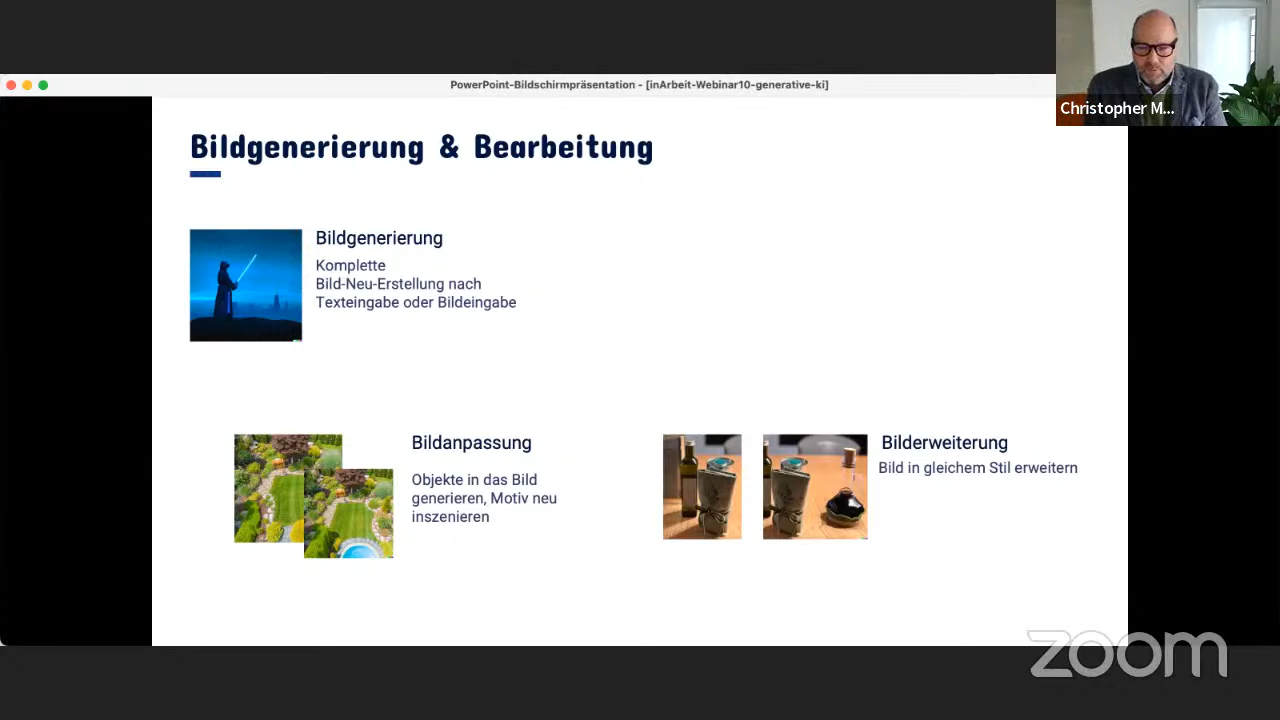 PowerPoint-Bildschirmpräsentation - [inArbeit-Webinar10-generative-ki]
Christopher M...
Bildgenerierung & Bearbeitung
Bildgenerierung
Komplette
Bild-Neu-Erstellung nach
Texteingabe oder Bildeingabe
Bildanpassung
Objekte in das Bild
generieren, Motiv neu
inszenieren
Bilderweiterung
Bild in gleichem Stil erweitern
zoom